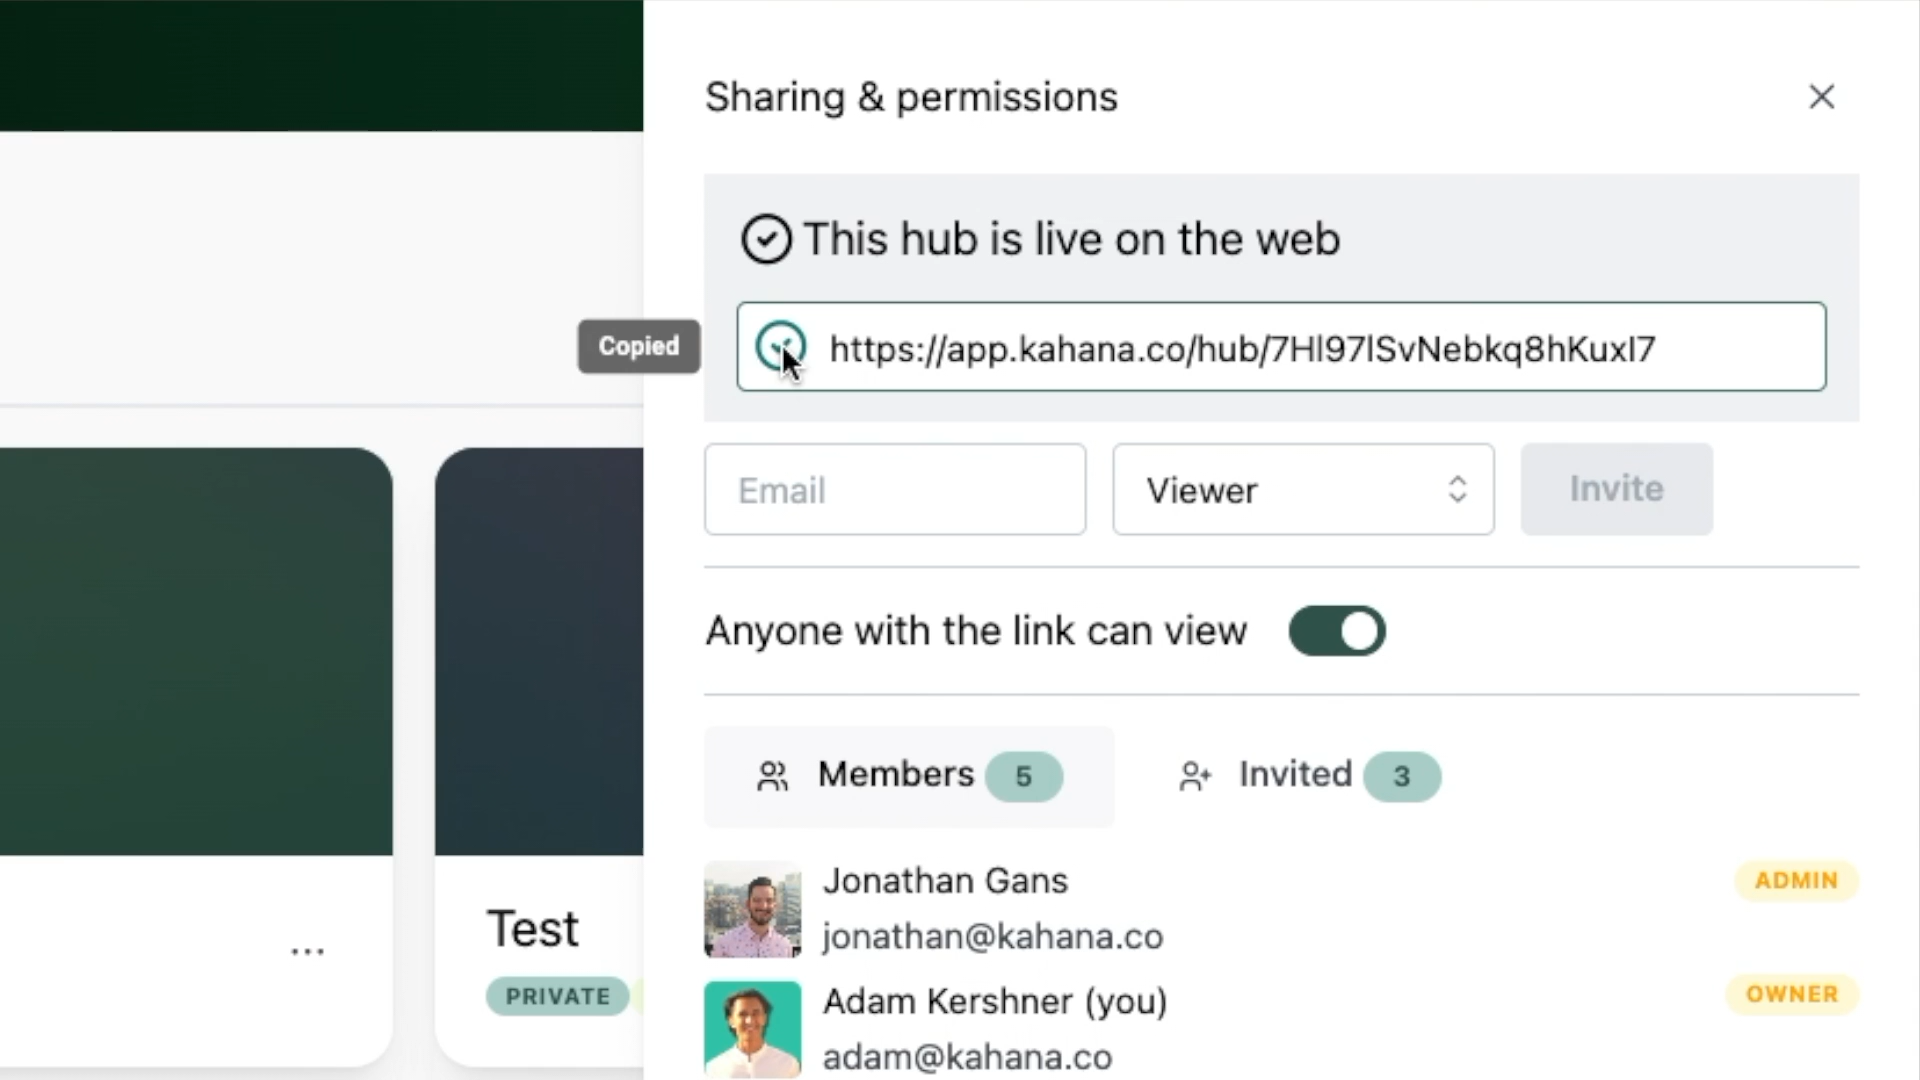 Sharing & permissions
This hub is live on the web
Copied
https://app.kahana.co/hub/7Hl97lSvNebkq8hKuxI7
Email
Viewer
Invite
Anyone with the link can view
Members 5
Invited 3
Jonathan Gans
ADMIN
jonathan@kahana.co
Adam Kershner (you)
OWNER
adam@kahana.co
...
Test
PRIVATE